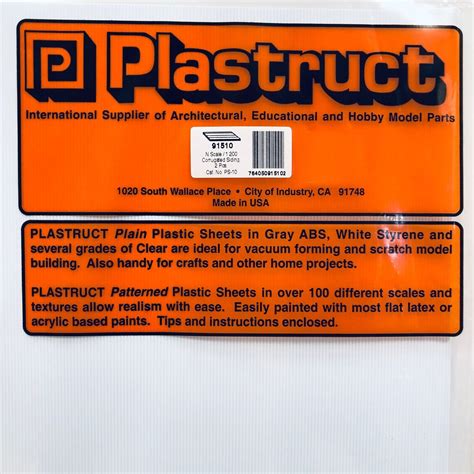 P Plastruct
International Supplier of Architectural, Educational and Hobby Model Parts
91510
N Scale / 1:200
Corrugated Siding
2 Pcs
Cat. No. PS-10
764050915102
1020 South Wallace Place • City of Industry, CA 91748
Made in USA
PLASTRUCT Plain Plastic Sheets in Gray ABS, White Styrene and
several grades of Clear are ideal for vacuum forming and scratch model
building. Also handy for crafts and other home projects.
PLASTRUCT Patterned Plastic Sheets in over 100 different scales and
textures allow realism with ease. Easily painted with most flat latex or
acrylic based paints. Tips and instructions enclosed.